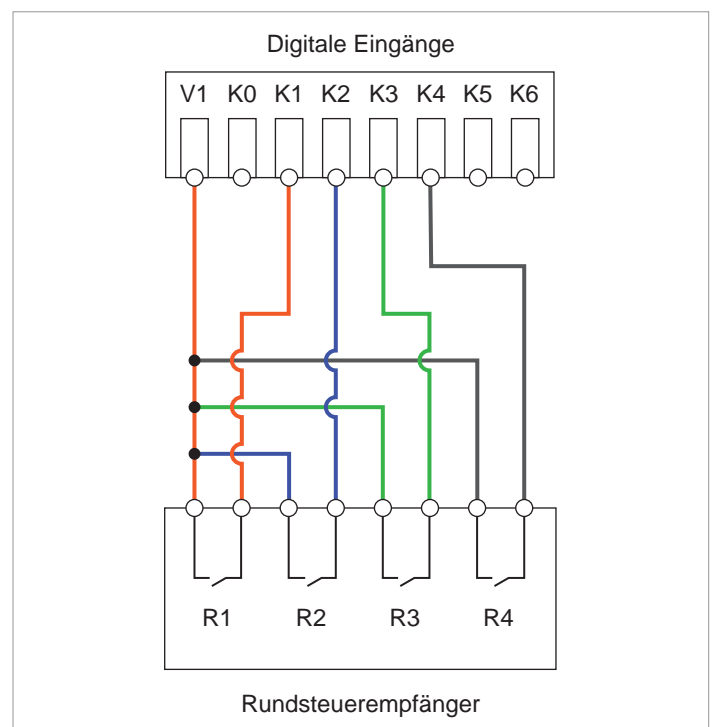 Digitale Eingänge
V1 K0 K1 K2 K3 K4 K5 K6
R1 R2 R3 R4
Rundsteuerempfänger